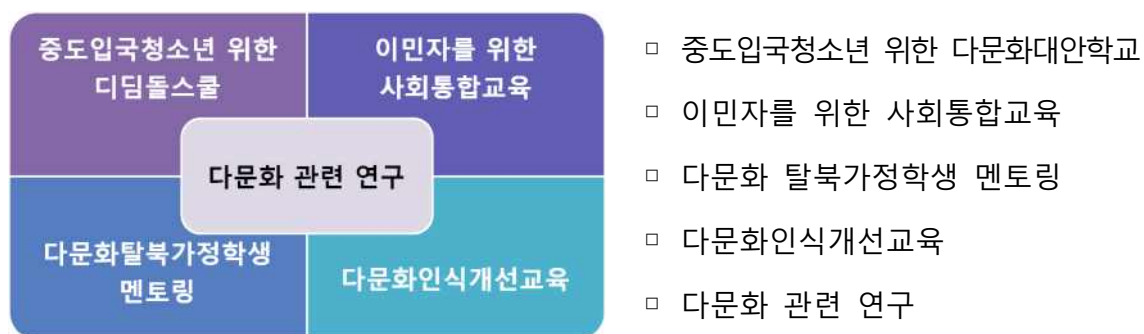 중도입국청소년 위한
디딤돌스쿨
이민자를 위한
사회통합교육
다문화 관련 연구
다문화탈북가정학생
멘토링
다문화인식개선교육
▫ 중도입국청소년 위한 다문화대안학교
▫ 이민자를 위한 사회통합교육
▫ 다문화 탈북가정학생 멘토링
▫ 다문화인식개선교육
▫ 다문화 관련 연구